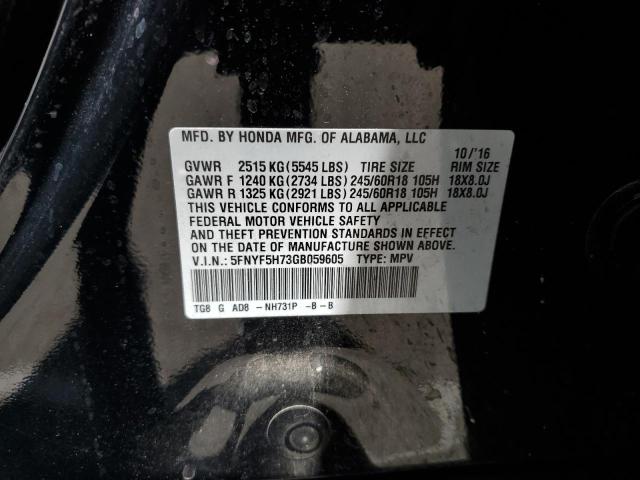 MFD. BY HONDA MFG. OF ALABAMA, LLC
10/'16
GVWR 2515 KG(5545 LBS) TIRE SIZE RIM SIZE
GAWR F 1240 KG(2734 LBS) 245/60R18 105H 18X8.0J
GAWR R 1325 KG(2921 LBS) 245/60R18 105H 18X8.0J
THIS VEHICLE CONFORMS TO ALL APPLICABLE
FEDERAL MOTOR VEHICLE SAFETY
AND THEFT PREVENTION STANDARDS IN EFFECT
ON THE DATE OF MANUFACTURE SHOWN ABOVE.
V.I.N.: 5FNYF5H73GB059605 TYPE: MPV
TG8 G AD8 -NH731P -B-B